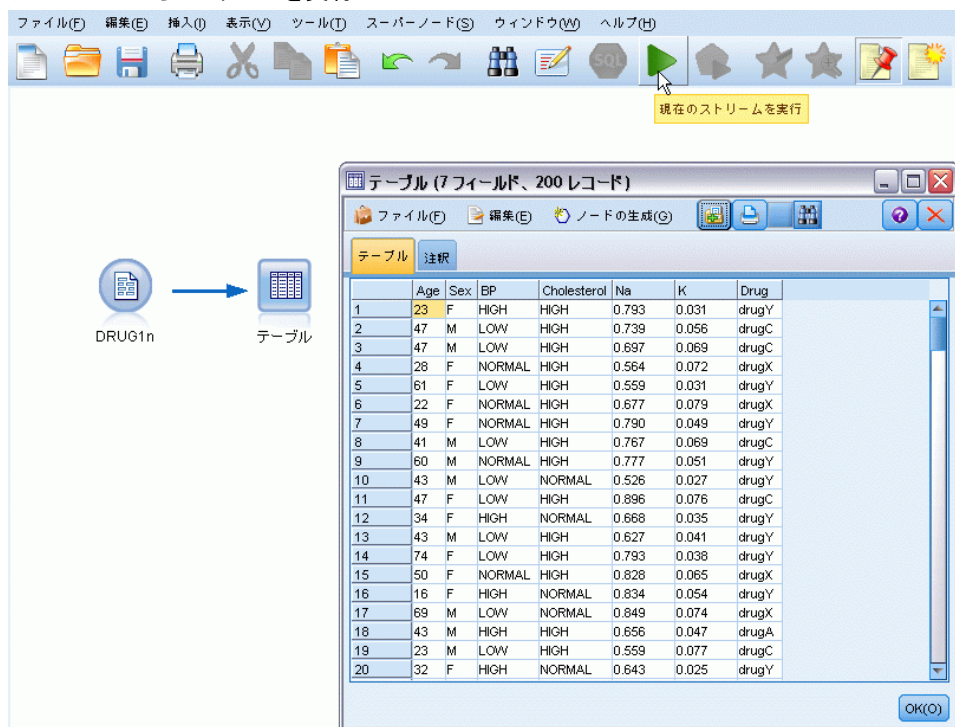 ファイル(F) 編集(E) 挿入(I) 表示(V) ツール(T) スーパーノード(S) ウィンドウ(W) ヘルプ(H)
SQL
現在のストリームを実行
テーブル (7 フィールド、200 レコード)
ファイル(F) 編集(E) ノードの生成(G)
テーブル 注釈
Age Sex BP Cholesterol Na K Drug
1 23 F HIGH HIGH 0.793 0.031 drugY
2 47 M LOW HIGH 0.739 0.056 drugC
3 47 M LOW HIGH 0.697 0.069 drugC
4 28 F NORMAL HIGH 0.564 0.072 drugX
5 61 F LOW HIGH 0.559 0.031 drugY
6 22 F NORMAL HIGH 0.677 0.079 drugX
7 49 F NORMAL HIGH 0.790 0.049 drugY
8 41 M LOW HIGH 0.767 0.069 drugC
9 60 M NORMAL HIGH 0.777 0.051 drugY
10 43 M LOW NORMAL 0.526 0.027 drugY
11 47 F LOW HIGH 0.896 0.076 drugC
12 34 F HIGH NORMAL 0.668 0.035 drugY
13 43 M LOW HIGH 0.627 0.041 drugY
14 74 F LOW HIGH 0.793 0.038 drugY
15 50 F NORMAL HIGH 0.828 0.065 drugX
16 16 F HIGH NORMAL 0.834 0.054 drugY
17 69 M LOW NORMAL 0.849 0.074 drugX
18 43 M HIGH HIGH 0.656 0.047 drugA
19 23 M LOW HIGH 0.559 0.077 drugC
20 32 F HIGH NORMAL 0.643 0.025 drugY
DRUG1n
テーブル
OK(O)